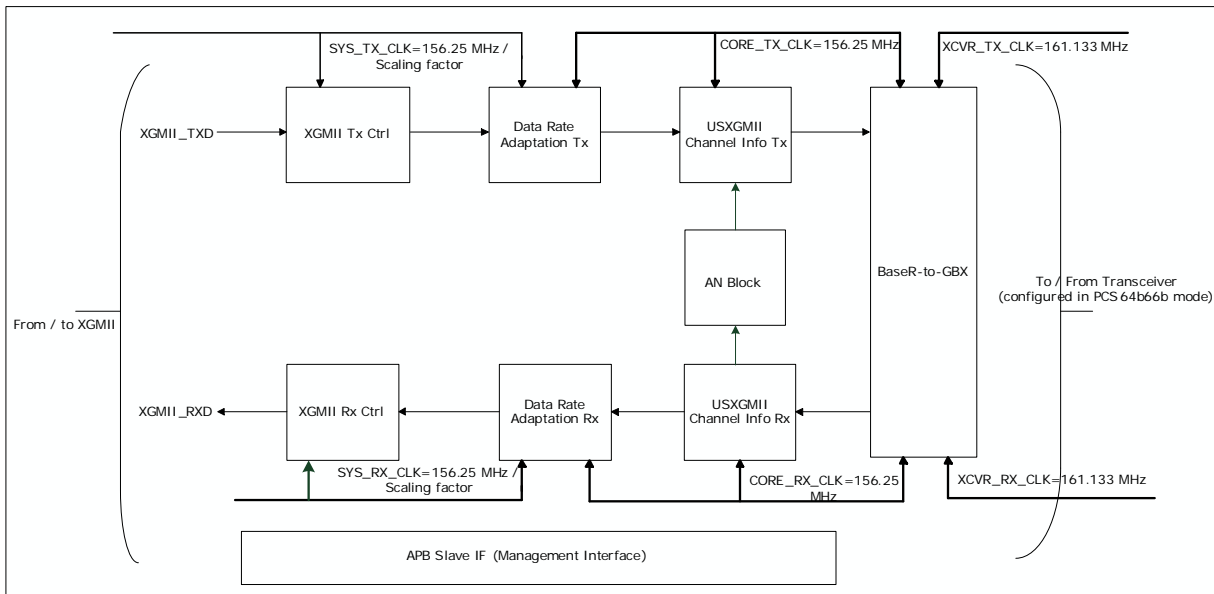 SYS_TX_CLK=156.25 MHz /
Scaling factor
CORE_TX_CLK=156.25 MHz
XCVR_TX_CLK=161.133 MHz
XGMII_TXD
XGMII Tx Ctrl
Data Rate
Adaptation Tx
USXGMII
Channel Info Tx
AN Block
BaseR-to-GBX
To / From Transceiver
(configured in PCS 64b66b mode)
From / to XGMII
XGMII_RXD
XGMII Rx Ctrl
Data Rate
Adaptation Rx
USXGMII
Channel Info Rx
SYS_RX_CLK=156.25 MHz /
Scaling factor
CORE_RX_CLK=156.25
MHz
XCVR_RX_CLK=161.133 MHz
APB Slave IF (Management Interface)